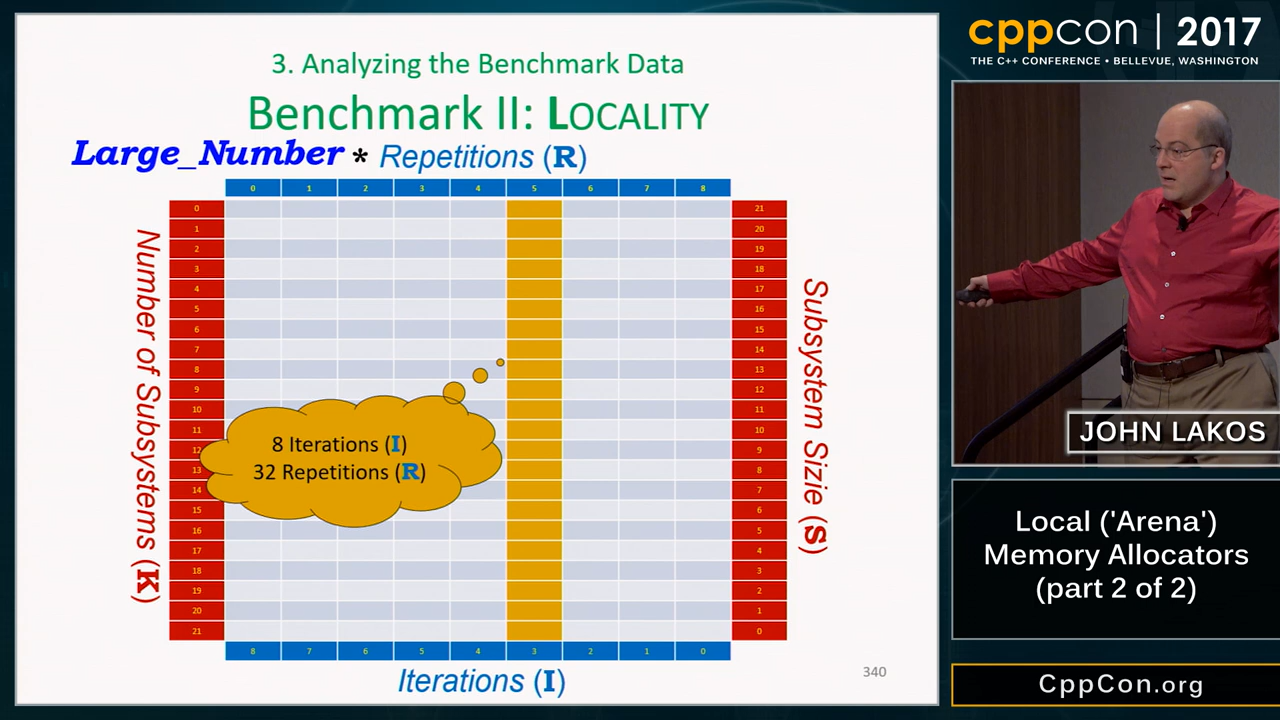 3. Analyzing the Benchmark Data
Benchmark II: LOCALITY
Large_Number * Repetitions (R)
0 1 2 3 4 5 6 7 8
Number of Subsystems (K)
0 21
1 20
2 19
3 18
4 17
5 16
6 15
7 14
8 13
9 12
10 11
11 10
12 9
13 8
14 7
15 6
16 5
17 4
18 3
19 2
20 1
21 0
Subsystem Sizie (S)
8 Iterations (I)
32 Repetitions (R)
8 7 6 5 4 3 2 1 0
Iterations (I)
340
cppcon | 2017
THE C++ CONFERENCE • BELLEVUE, WASHINGTON
JOHN LAKOS
Local ('Arena')
Memory Allocators
(part 2 of 2)
CppCon.org